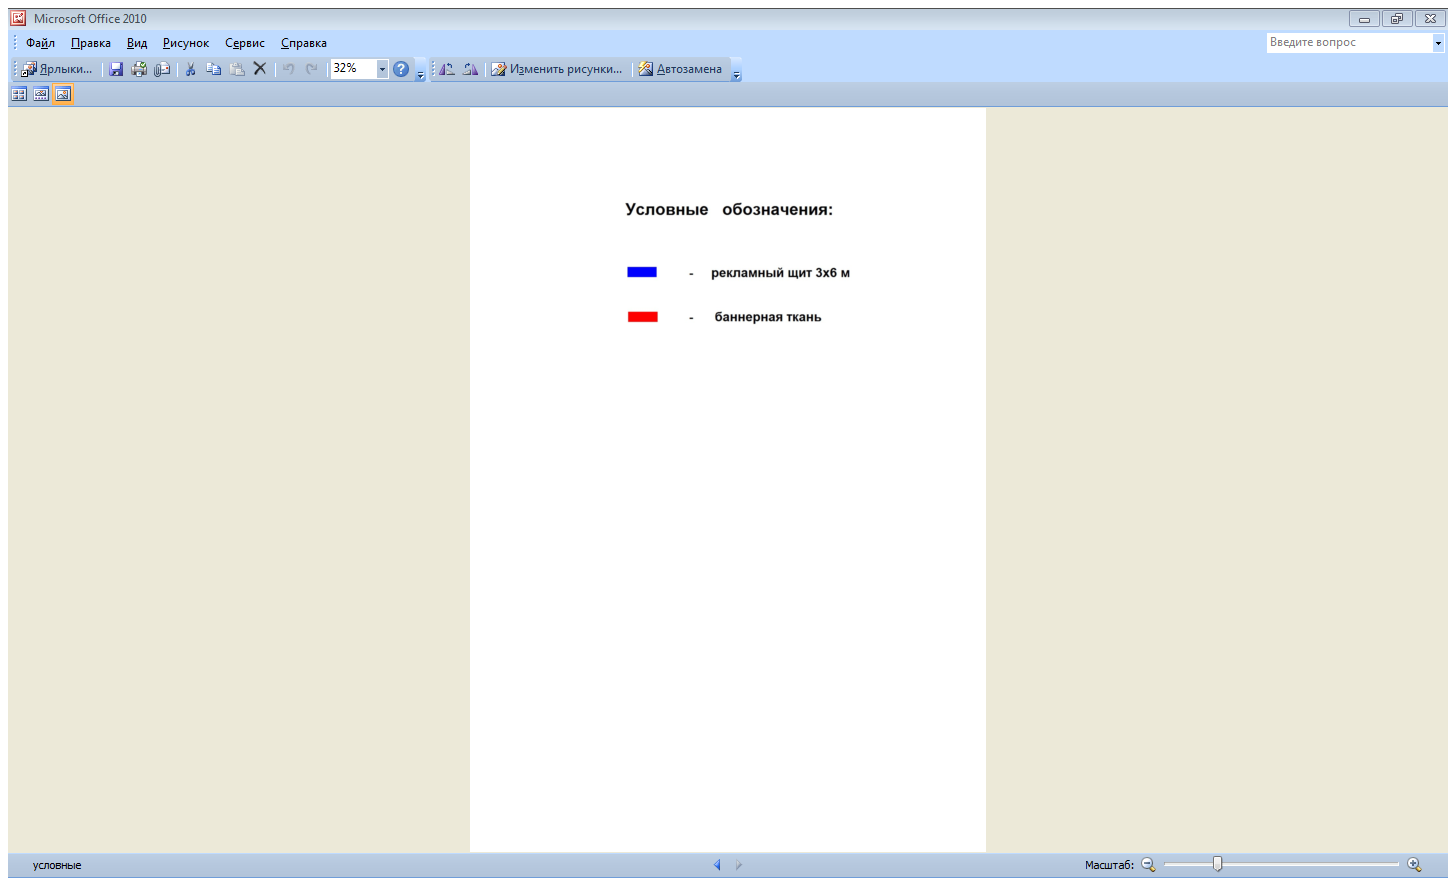 Microsoft Office 2010
Файл Правка Вид Рисунок Сервис Справка Введите вопрос
Ярлыки... 32% Изменить рисунки... Автозамена
Условные обозначения:
- рекламный щит 3х6 м
- баннерная ткань
условные Масштаб: